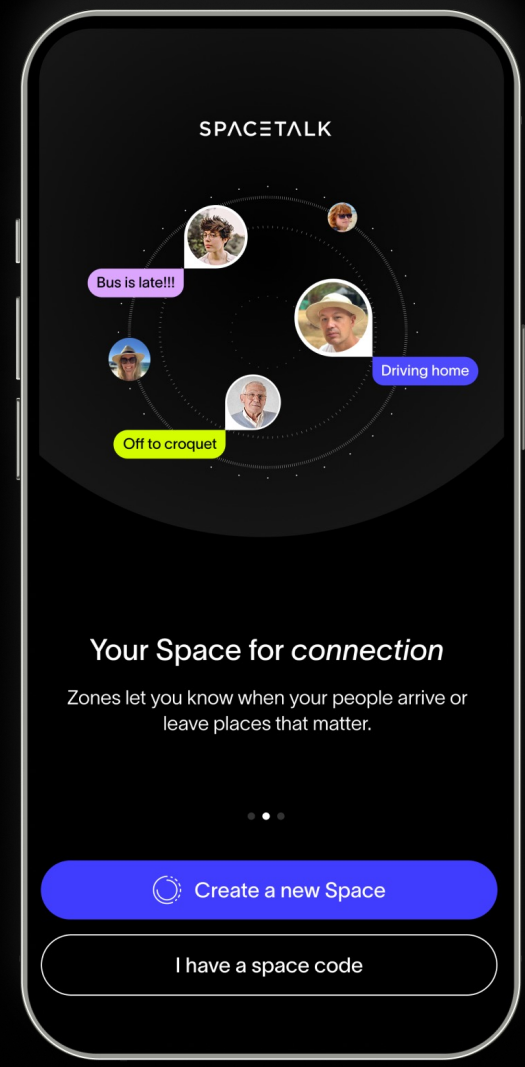 SPACETALK
Bus is late!!!
Driving home
Off to croquet
Your Space for connection
Zones let you know when your people arrive or
leave places that matter.
Create a new Space
I have a space code